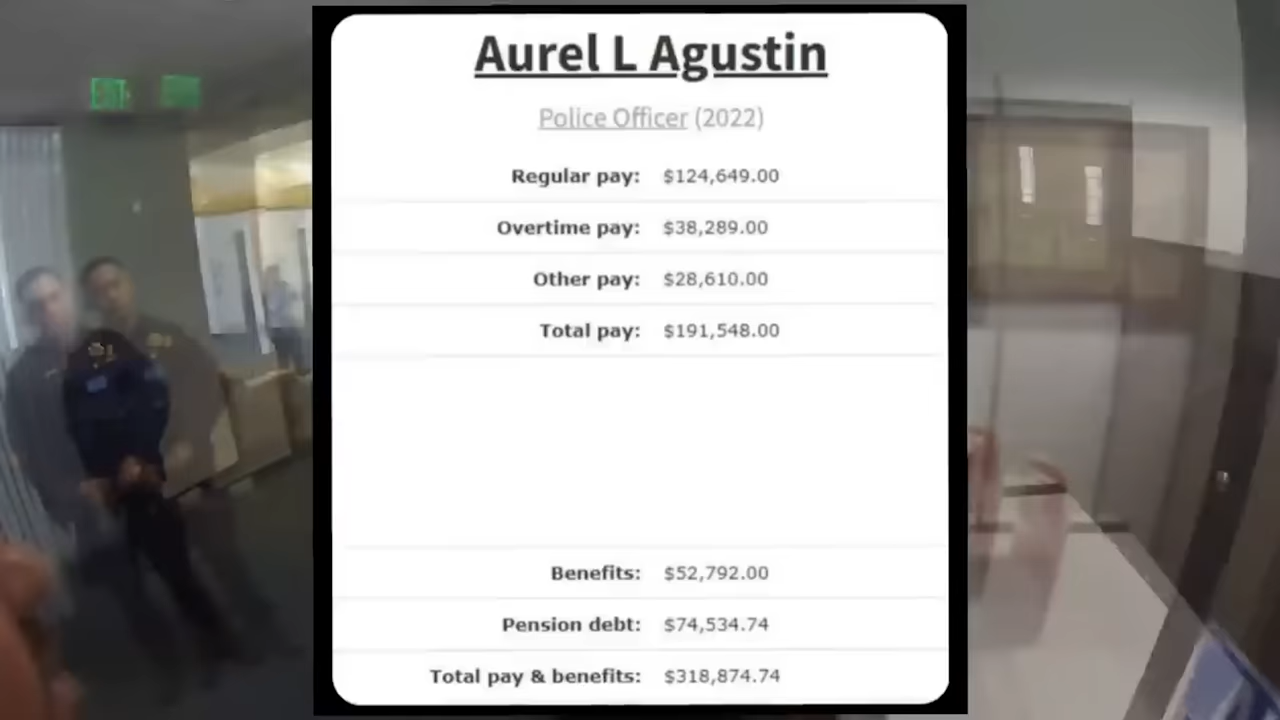 Aurel L Agustin
Police Officer (2022)
Regular pay: $124,649.00
Overtime pay: $38,289.00
Other pay: $28,610.00
Total pay: $191,548.00
Benefits: $52,792.00
Pension debt: $74,534.74
Total pay & benefits: $318,874.74